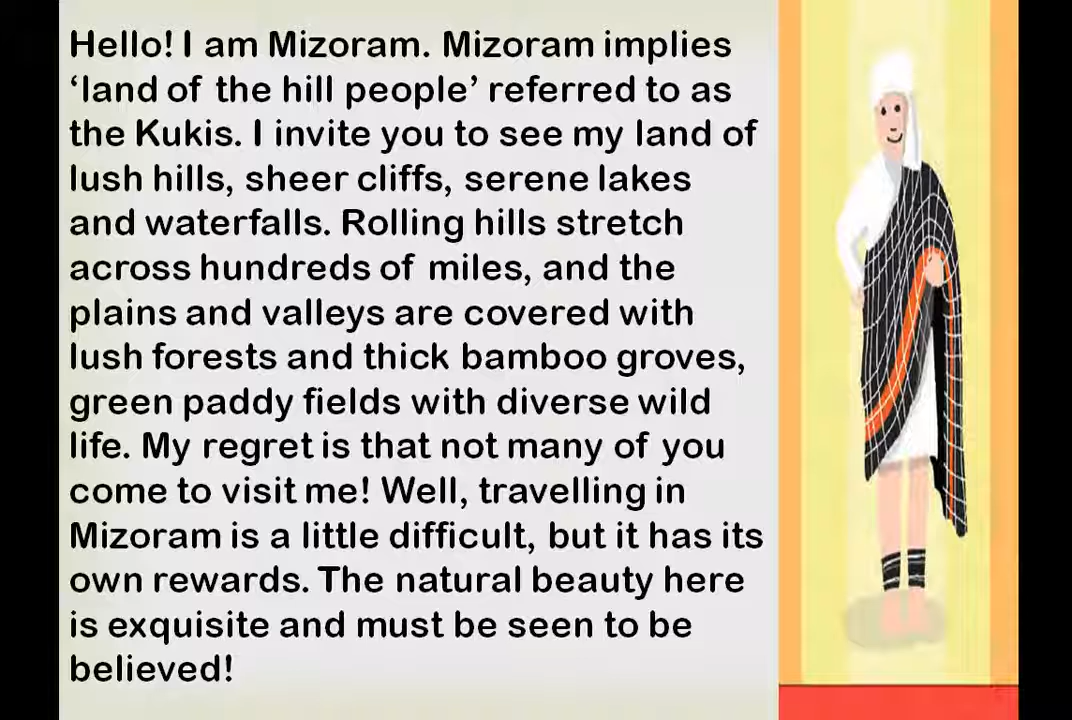 Hello! I am Mizoram. Mizoram implies
‘land of the hill people’ referred to as
the Kukis. I invite you to see my land of
lush hills, sheer cliffs, serene lakes
and waterfalls. Rolling hills stretch
across hundreds of miles, and the
plains and valleys are covered with
lush forests and thick bamboo groves,
green paddy fields with diverse wild
life. My regret is that not many of you
come to visit me! Well, travelling in
Mizoram is a little difficult, but it has its
own rewards. The natural beauty here
is exquisite and must be seen to be
believed!